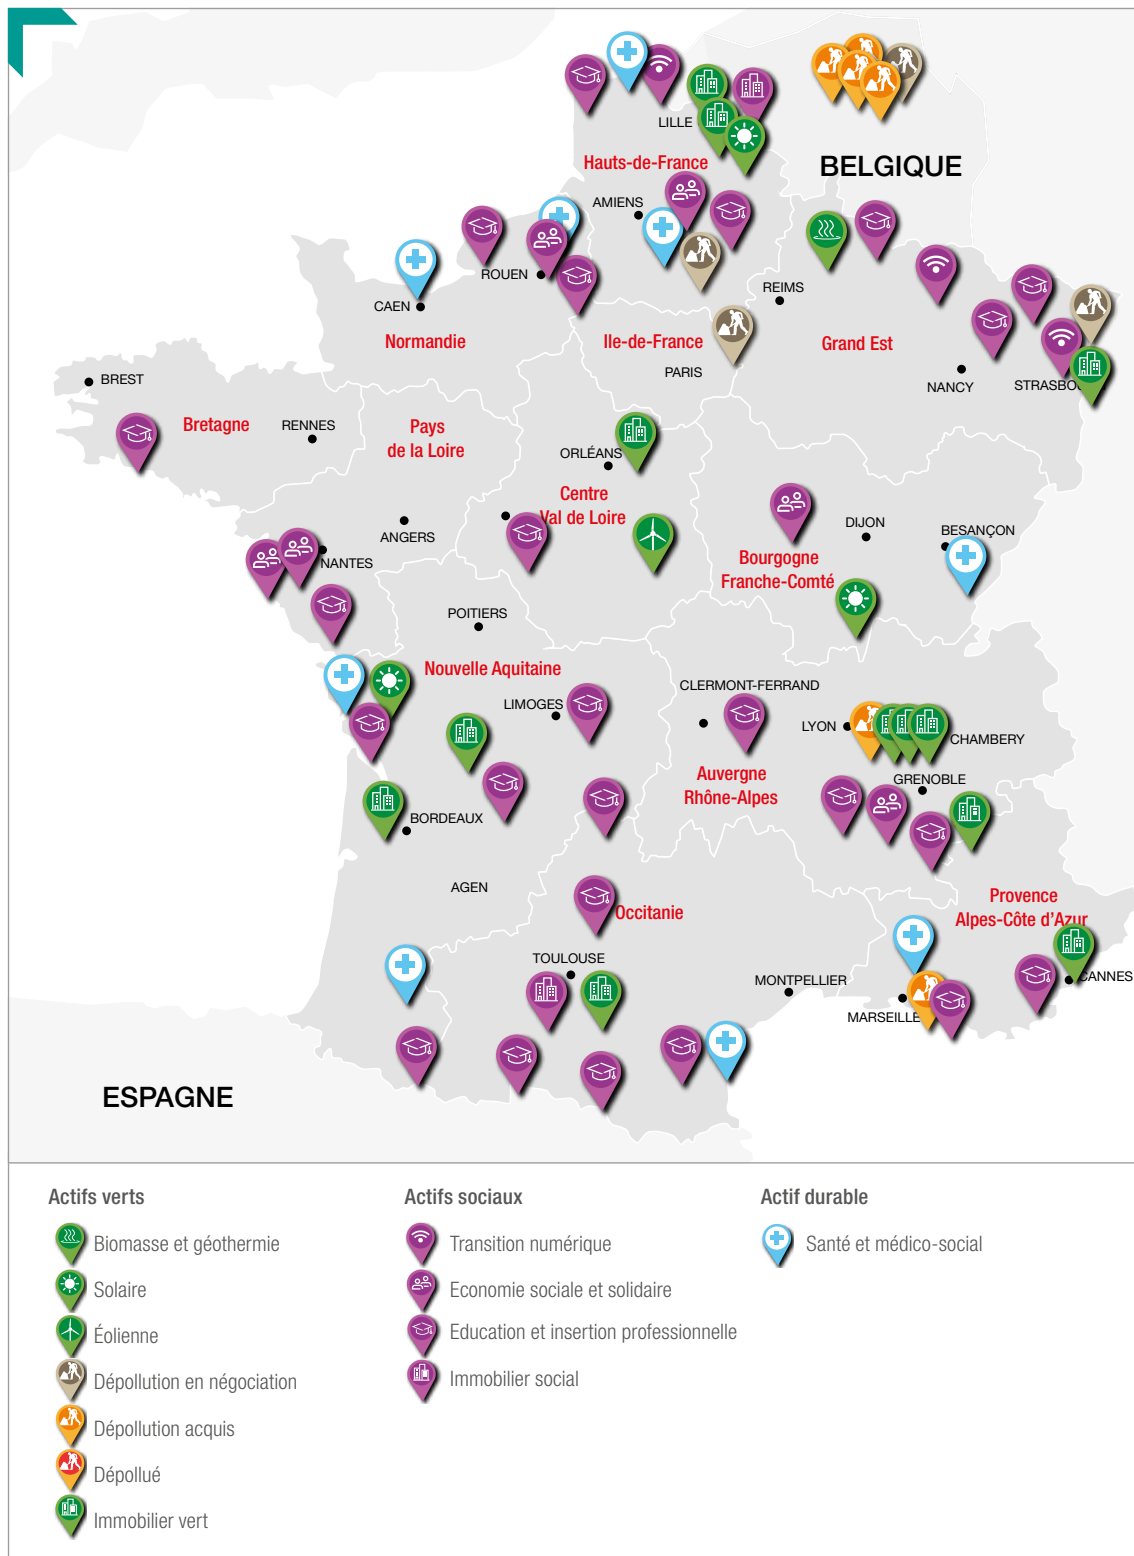 LILLE
Hauts-de-France
BELGIQUE
AMIENS
ROUEN
REIMS
CAEN
Normandie
Ile-de-France
Grand Est
PARIS
NANCY
STRASBO
BREST
Bretagne
RENNES
Pays
de la Loire
ORLÉANS
Centre
Val de Loire
ANGERS
DIJON
BESANÇON
NANTES
Bourgogne
Franche-Comté
POITIERS
Nouvelle Aquitaine
LIMOGES
CLERMONT-FERRAND
LYON
CHAMBERY
Auvergne
Rhône-Alpes
GRENOBLE
BORDEAUX
AGEN
Occitanie
Provence
Alpes-Côte d'Azur
TOULOUSE
MONTPELLIER
CANNES
MARSEILLE
ESPAGNE
Actifs verts
Biomasse et géothermie
Solaire
Éolienne
Dépollution en négociation
Dépollution acquis
Dépollué
Immobilier vert
Actifs sociaux
Transition numérique
Economie sociale et solidaire
Education et insertion professionnelle
Immobilier social
Actif durable
Santé et médico-social